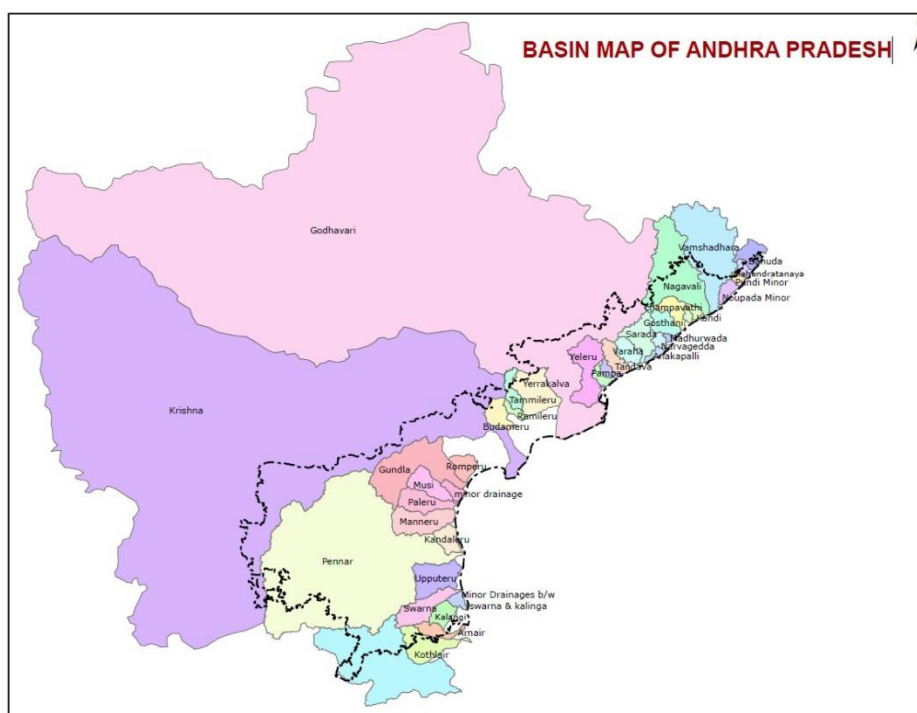 BASIN MAP OF ANDHRA PRADESH
Godhavari
Vamshadhara
Bahuda
Mahendratanaya
Pundi Minor
Nagavali
Noupada Minor
Champavathi
Kandi
Gosthani
Madhurwada
Sarada
Narvagedda
Varaha
Anakapalli
Yeleru
Tandava
Pampa
Yerrakalva
Tammileru
Krishna
Ramileru
Budameru
Gundla
Romperu
Musi
minor drainage
Paleru
Manneru
Kandaleru
Pennar
Upputeru
Minor Drainages b/w
swarna & kalinga
Swarna
Kalangi
Arnair
Kothlair